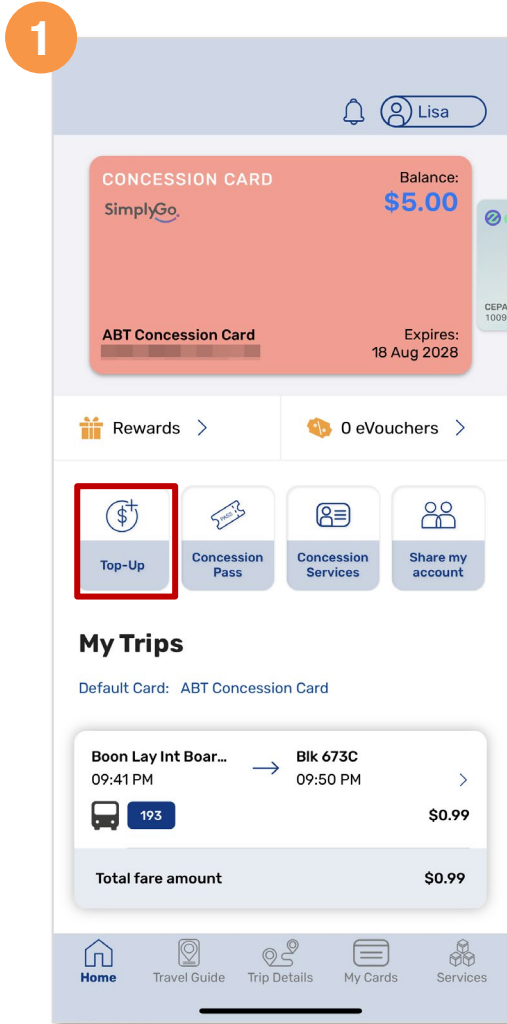 1
Lisa
CONCESSION CARD
Balance:
SimplyGo
$5.00
CEPA
1009
ABT Concession Card
Expires:
18 Aug 2028
Rewards >
0 eVouchers >
$
PASS
Top-Up
Concession
Pass
Concession
Services
Share my
account
My Trips
Default Card: ABT Concession Card
Boon Lay Int Boar... → Blk 673C
09:41 PM 09:50 PM >
193 $0.99
Total fare amount $0.99
Home Travel Guide Trip Details My Cards Services